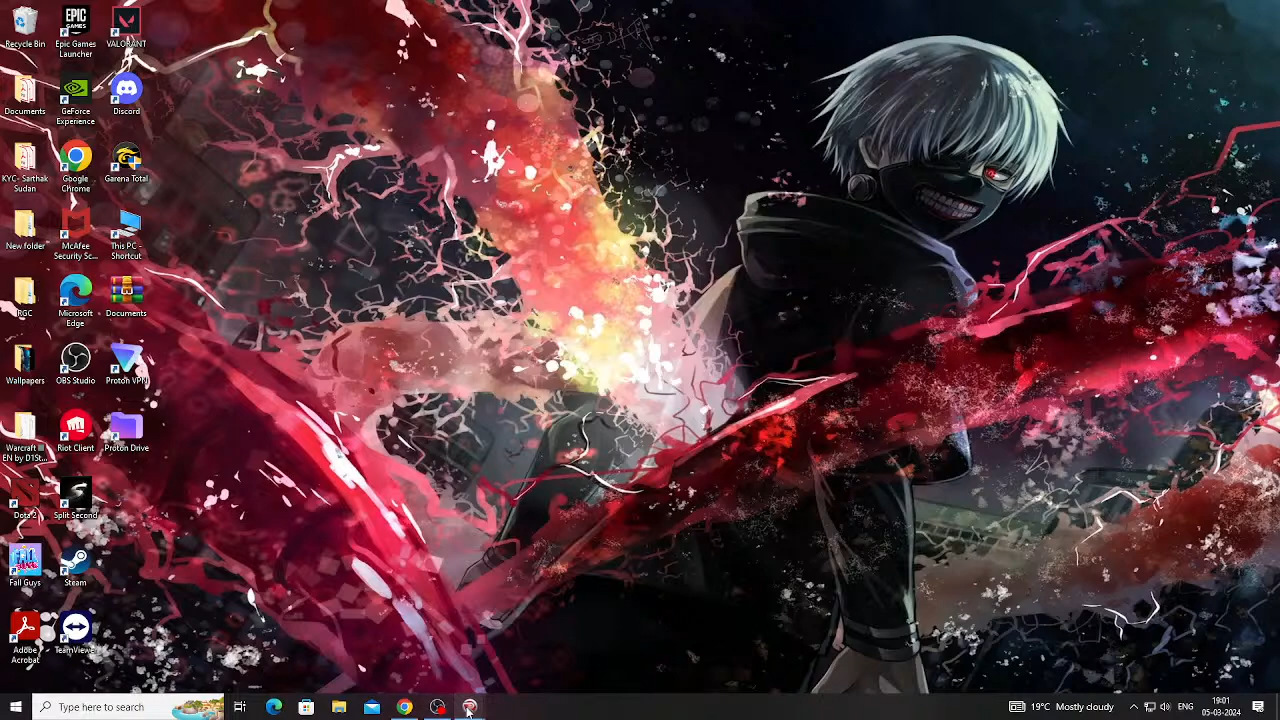 Recycle Bin
EPIC
GAMES
Epic Games
Launcher
VALORANT
Documents
GeForce
Experience
Discord
KYC- Sarthak
Sudan
Google
Chrome
Garena Total
New folder
McAfee
Security Sc...
This PC -
Shortcut
RGC
Microsoft
Edge
Documents
Wallpapers
OBS Studio
Proton VPN
Warcraft III
EN by D1St...
Riot Client
Proton Drive
Dota 2
Split Second
Fall Guys
Steam
Adobe
Acrobat
TeamViewer
Type here to search
19°C Mostly cloudy
ENG
19:01
05-03-2024